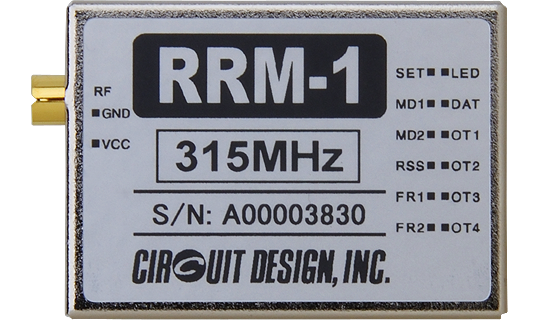 RRM-1
RF
GND
VCC
315MHz
S/N: A00003830
CIRCUIT DESIGN, INC.
SET LED
MD1 DAT
MD2 OT1
RSS OT2
FR1 OT3
FR2 OT4